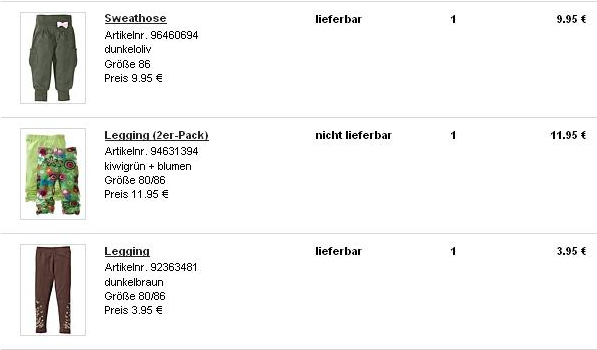 Sweathose lieferbar 1 9.95 €
Artikelnr. 96460694
dunkeloliv
Größe 86
Preis 9.95 €
Legging (2er-Pack) nicht lieferbar 1 11.95 €
Artikelnr. 94631394
kiwigrün + blumen
Größe 80/86
Preis 11.95 €
Legging lieferbar 1 3.95 €
Artikelnr. 92363481
dunkelbraun
Größe 80/86
Preis 3.95 €